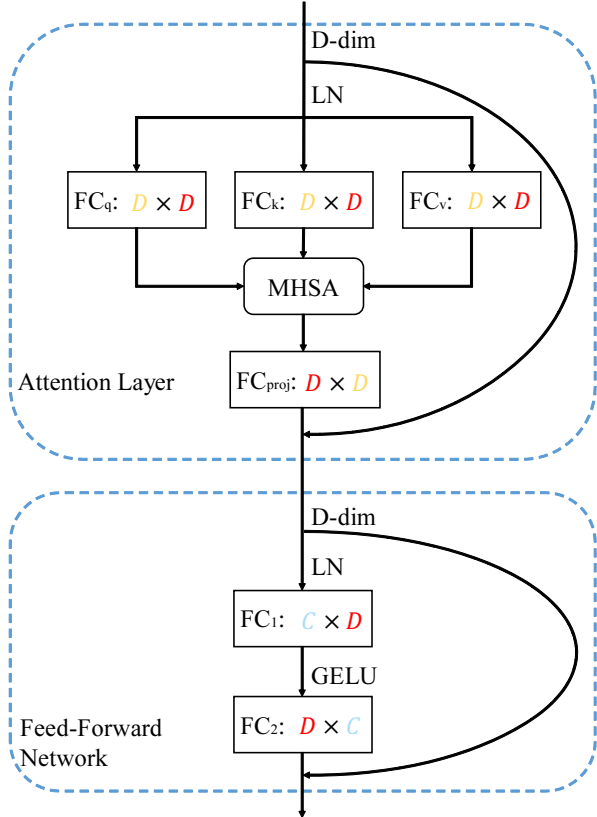 D-dim
LN
FCq: D × D
FCk: D × D
FCv: D × D
MHSA
FCproj: D × D
Attention Layer
D-dim
LN
FC1: C × D
GELU
FC2: D × C
Feed-Forward
Network